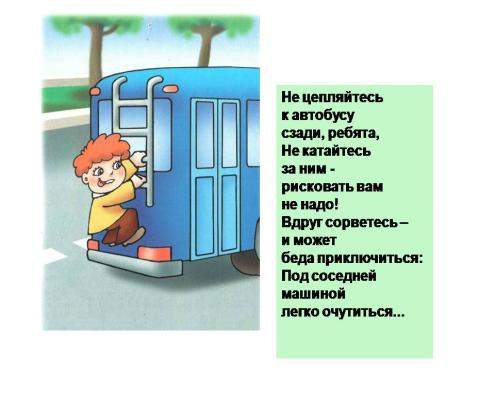 Не цепляйтесь
к автобусу
сзади, ребята,
Не катайтесь
за ним -
рисковать вам
не надо!
Вдруг сорветесь –
и может
беда приключиться:
Под соседней
машиной
легко очутиться...